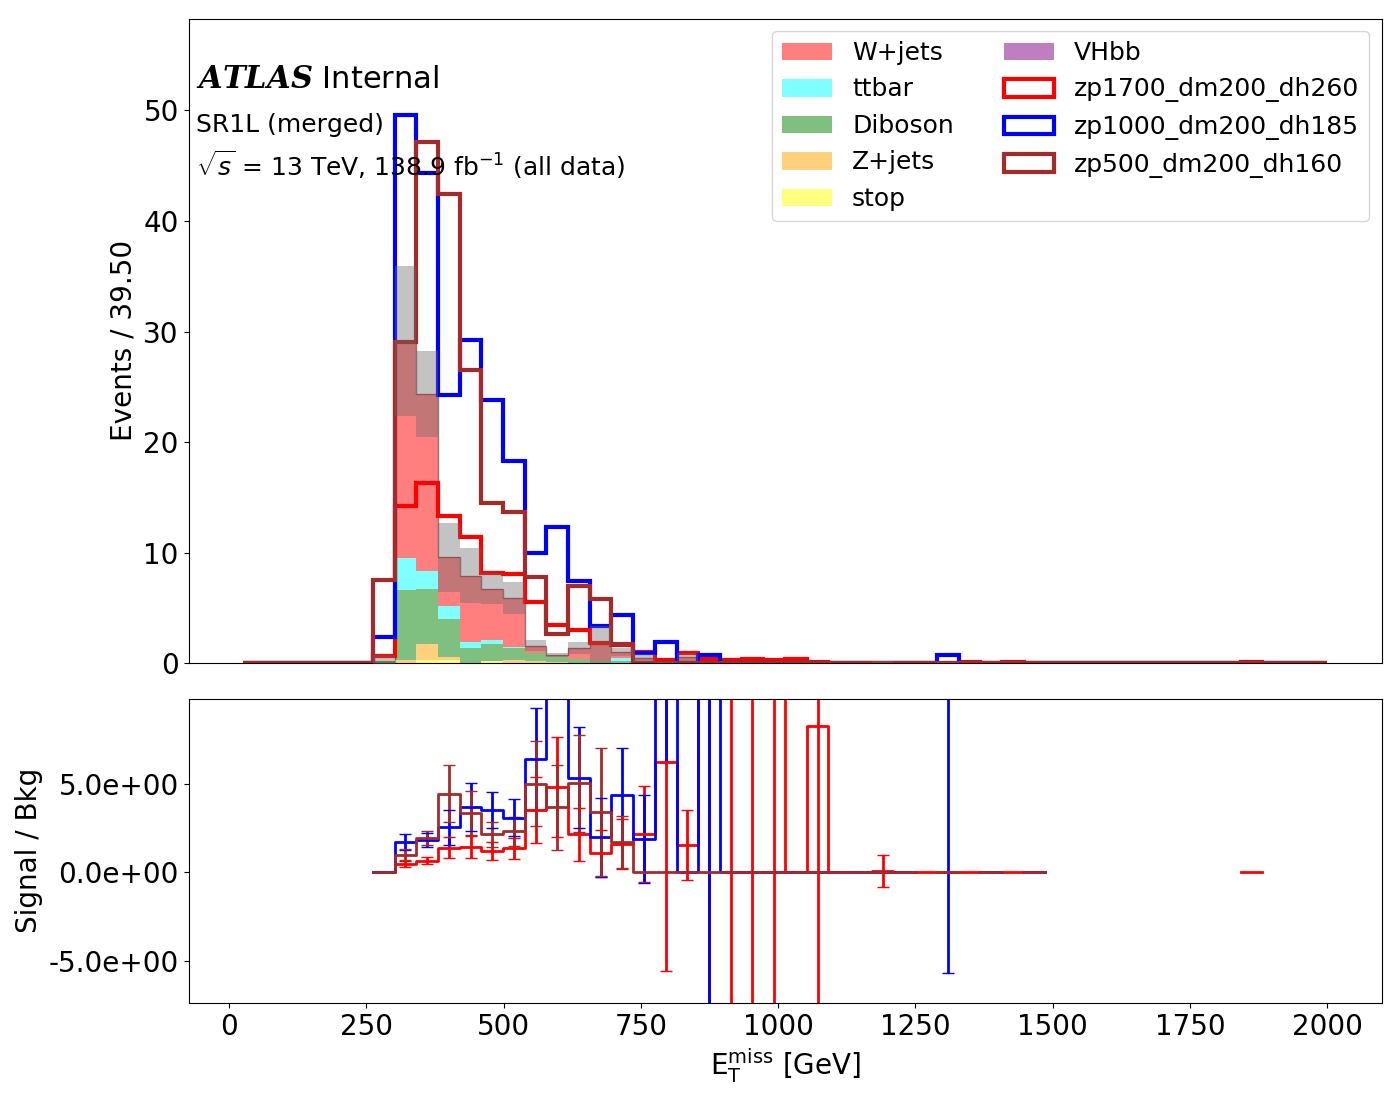 ATLAS Internal
SR1L (merged)
√s = 13 TeV, 138.9 fb⁻¹ (all data)
W+jets
ttbar
Diboson
Z+jets
stop
VHbb
zp1700_dm200_dh260
zp1000_dm200_dh185
zp500_dm200_dh160
Events / 39.50
50
40
30
20
10
0
Signal / Bkg
5.0e+00
0.0e+00
-5.0e+00
0 250 500 750 1000 1250 1500 1750 2000
E_T^miss [GeV]